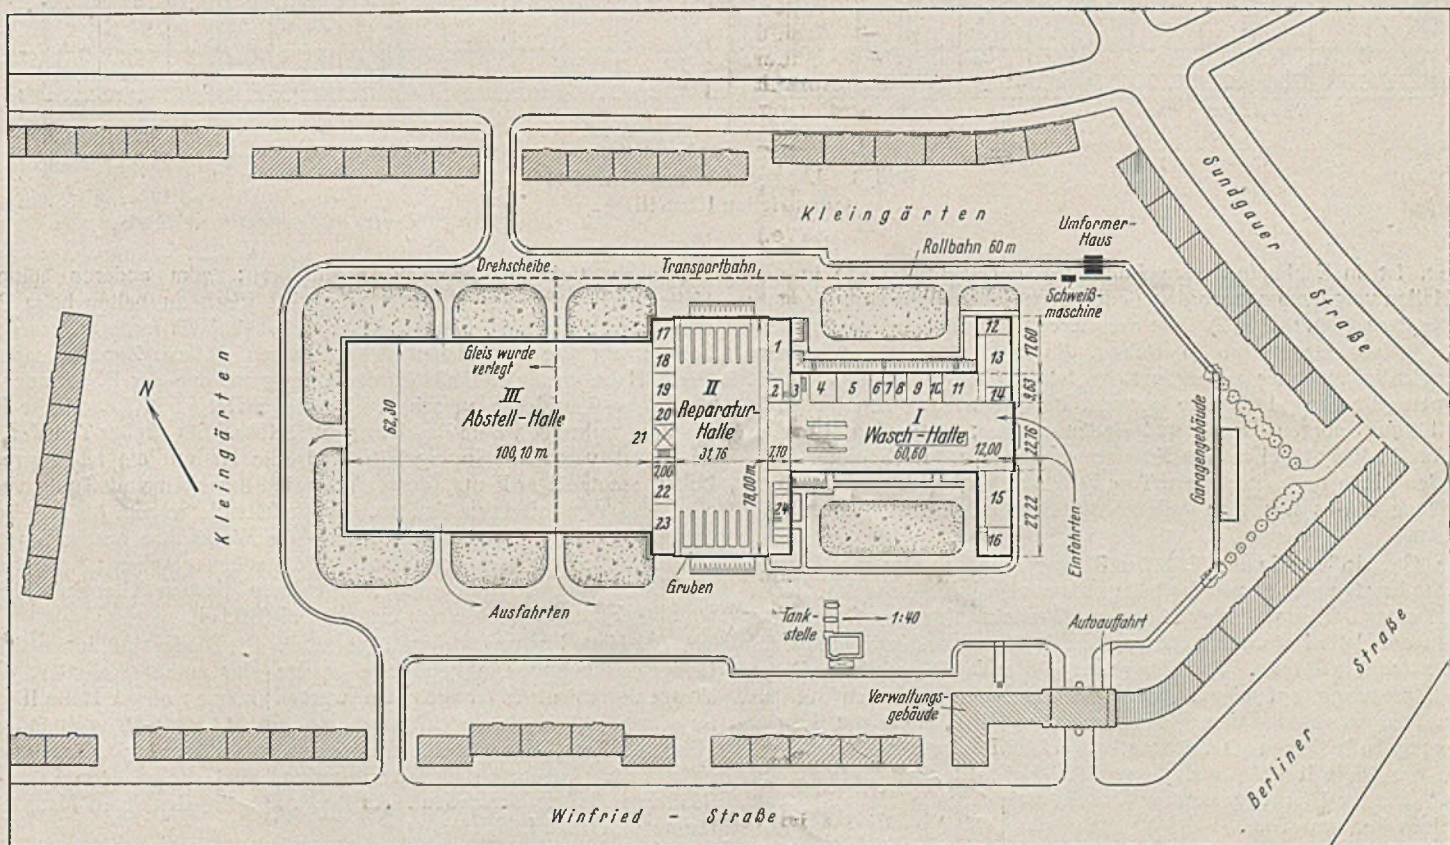 Sundgauer
Straße
Kleingärten
Umformer-
Haus
Rollbahn 60 m
Drehscheibe
Transportbahn
Schweiß-
maschine
N
Kleingärten
Gleis wurde
verlegt
III
Abstell-Halle
100,10 m
62,30
17
18
19
20
21
22
23
7,00
II
Reparatur-
Halle
31,76
78,00 m
7,10
1
2
3
4
5
6
7
8
9
10
11
12
13
14
I
Wasch-Halle
60,60
12,00
15
16
24
17,60
9,63
22,76
27,22
Garagengebäude
Einfahrten
Gruben
Ausfahrten
Tank-
stelle
1:40
Autoauffahrt
Verwaltungs-
gebäude
Berliner
Straße
Winfried - Straße